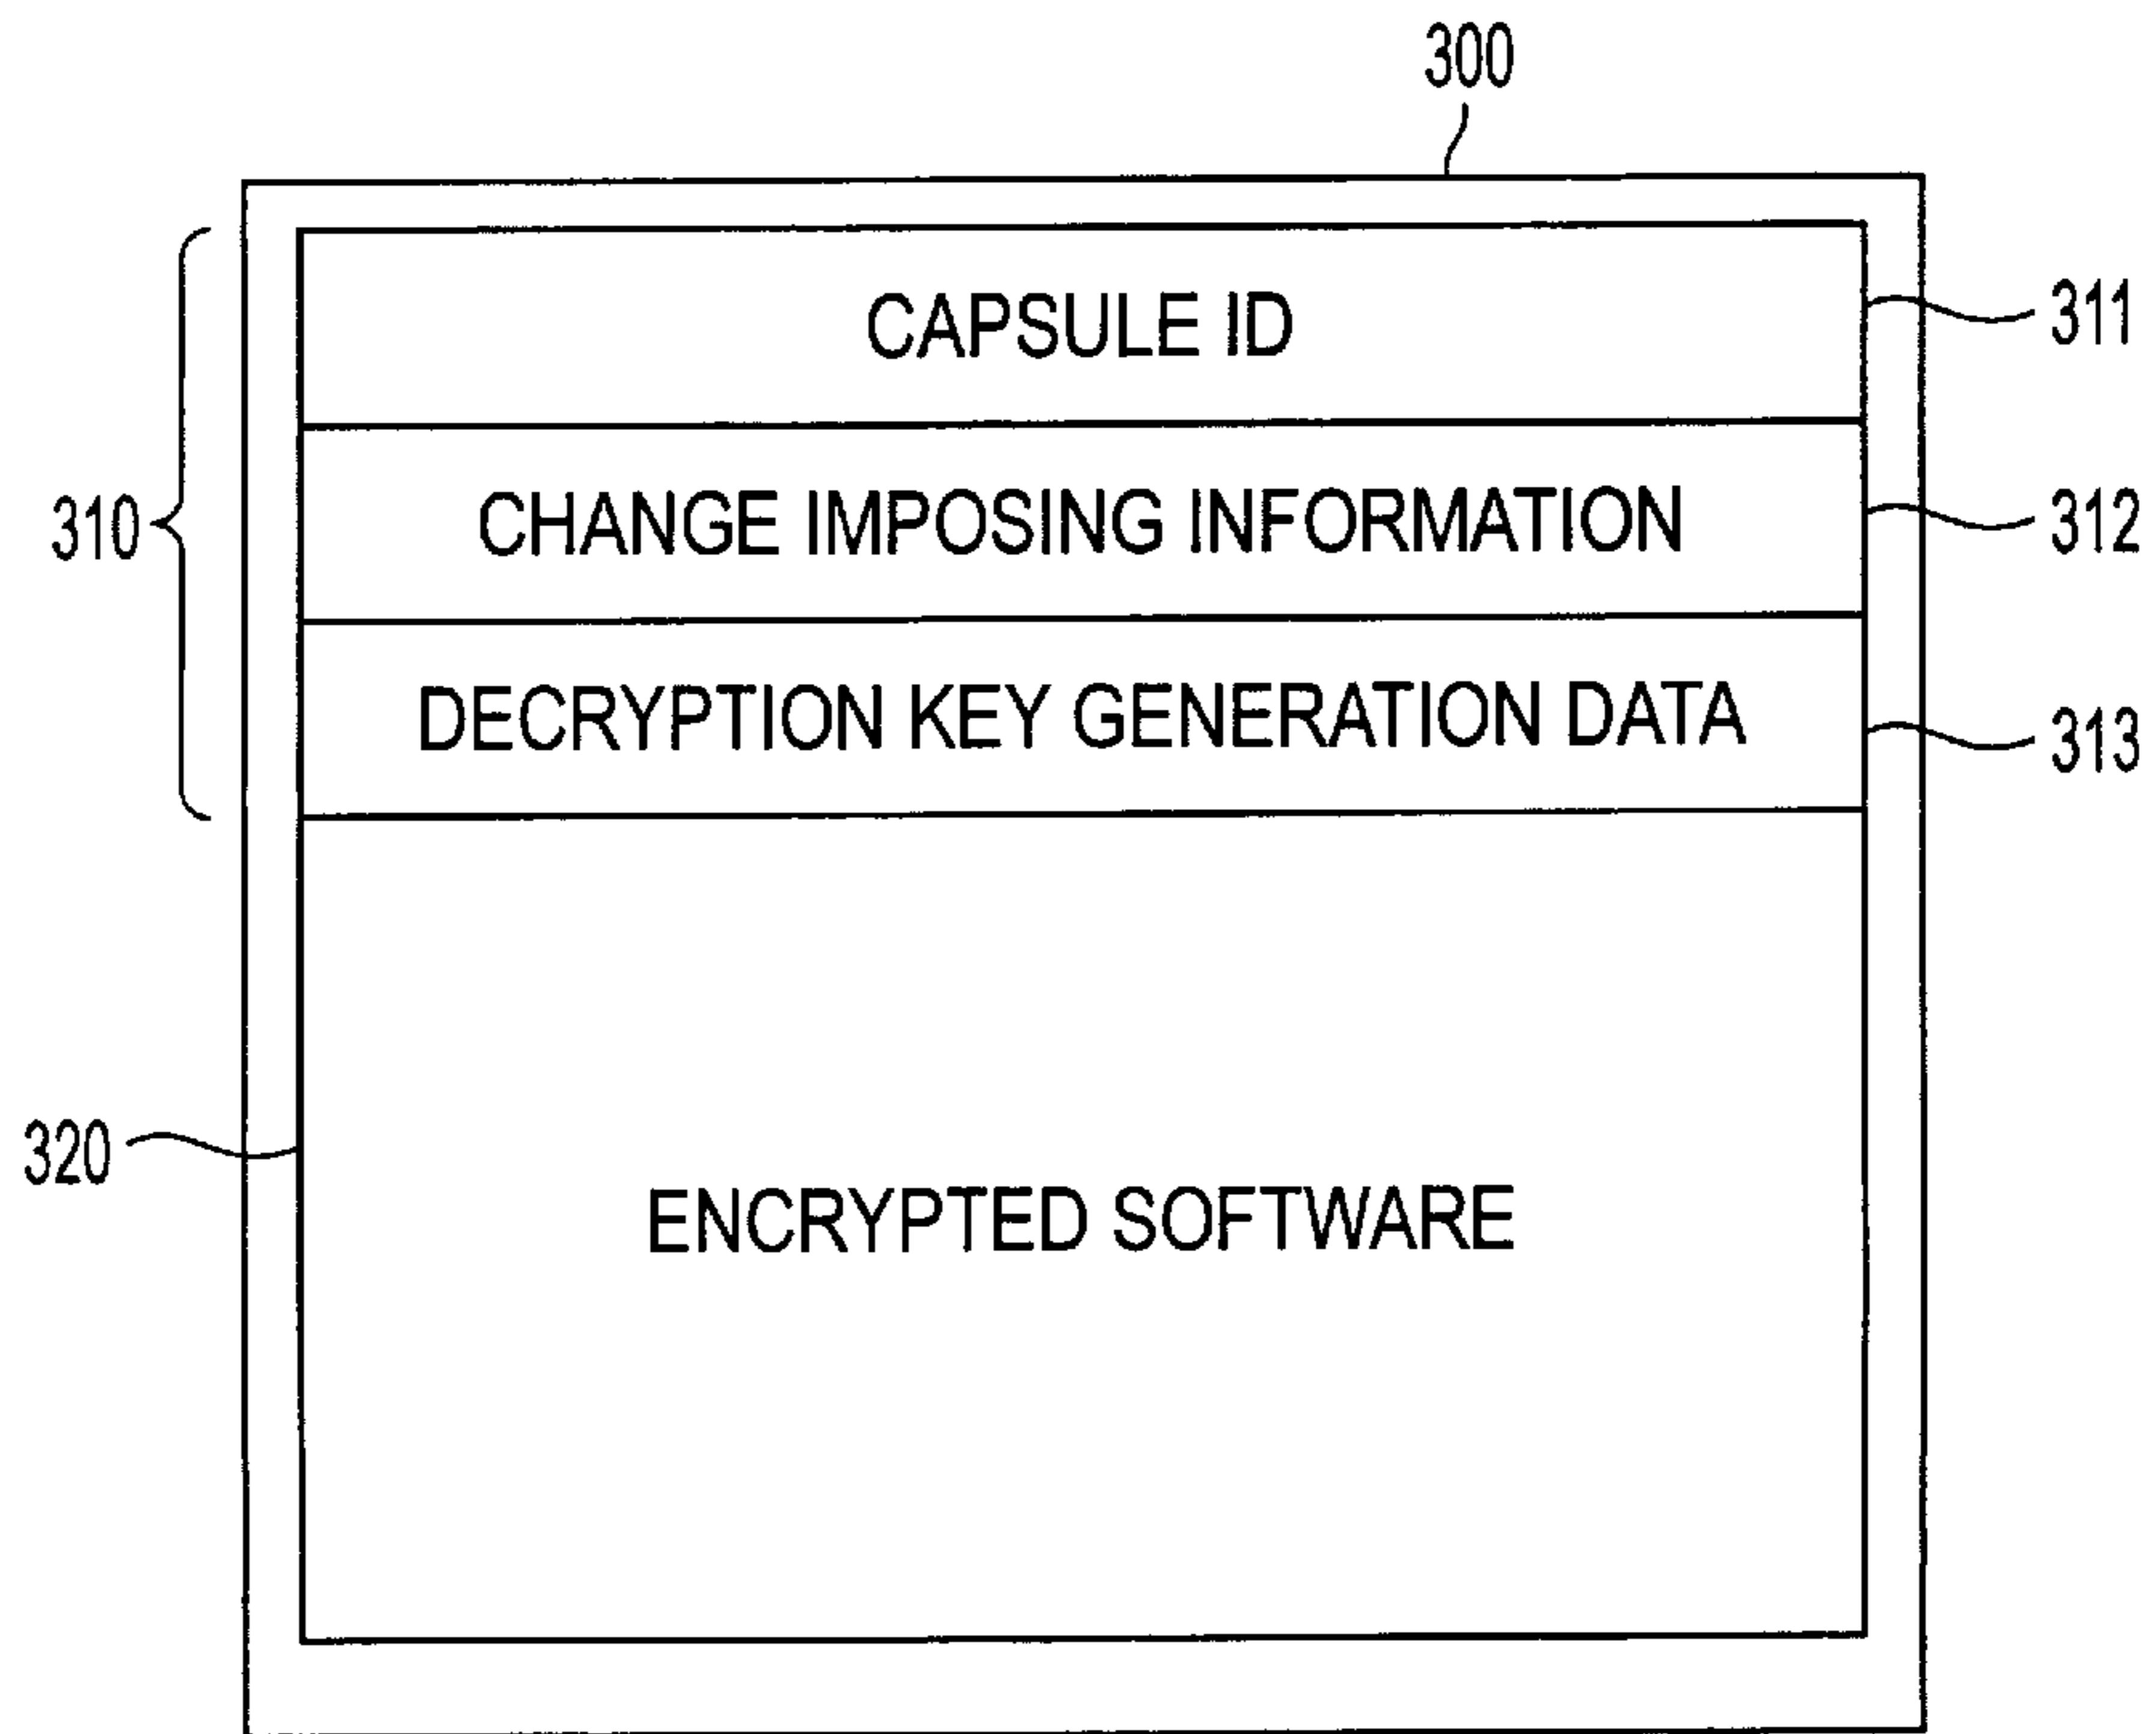 300
CAPSULE ID
311
310
CHANGE IMPOSING INFORMATION
312
DECRYPTION KEY GENERATION DATA
313
320
ENCRYPTED SOFTWARE